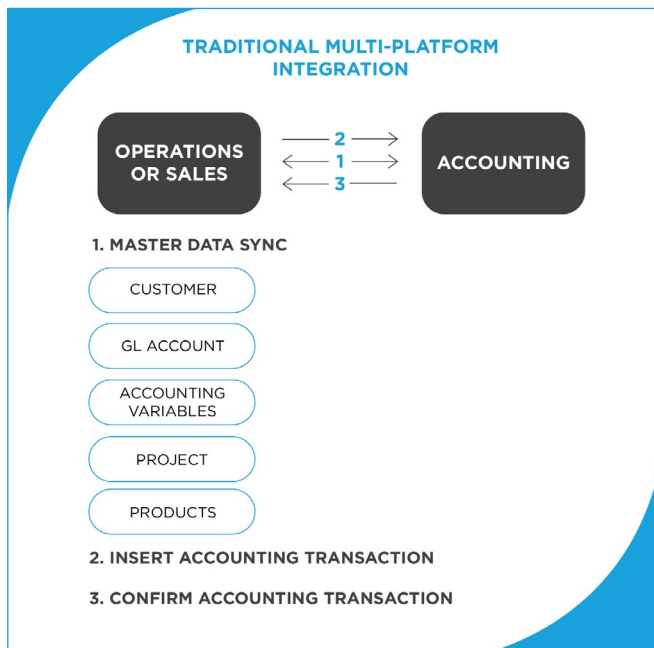 TRADITIONAL MULTI-PLATFORM
INTEGRATION
OPERATIONS
OR SALES
2
1
3
ACCOUNTING
1. MASTER DATA SYNC
CUSTOMER
GL ACCOUNT
ACCOUNTING
VARIABLES
PROJECT
PRODUCTS
2. INSERT ACCOUNTING TRANSACTION
3. CONFIRM ACCOUNTING TRANSACTION